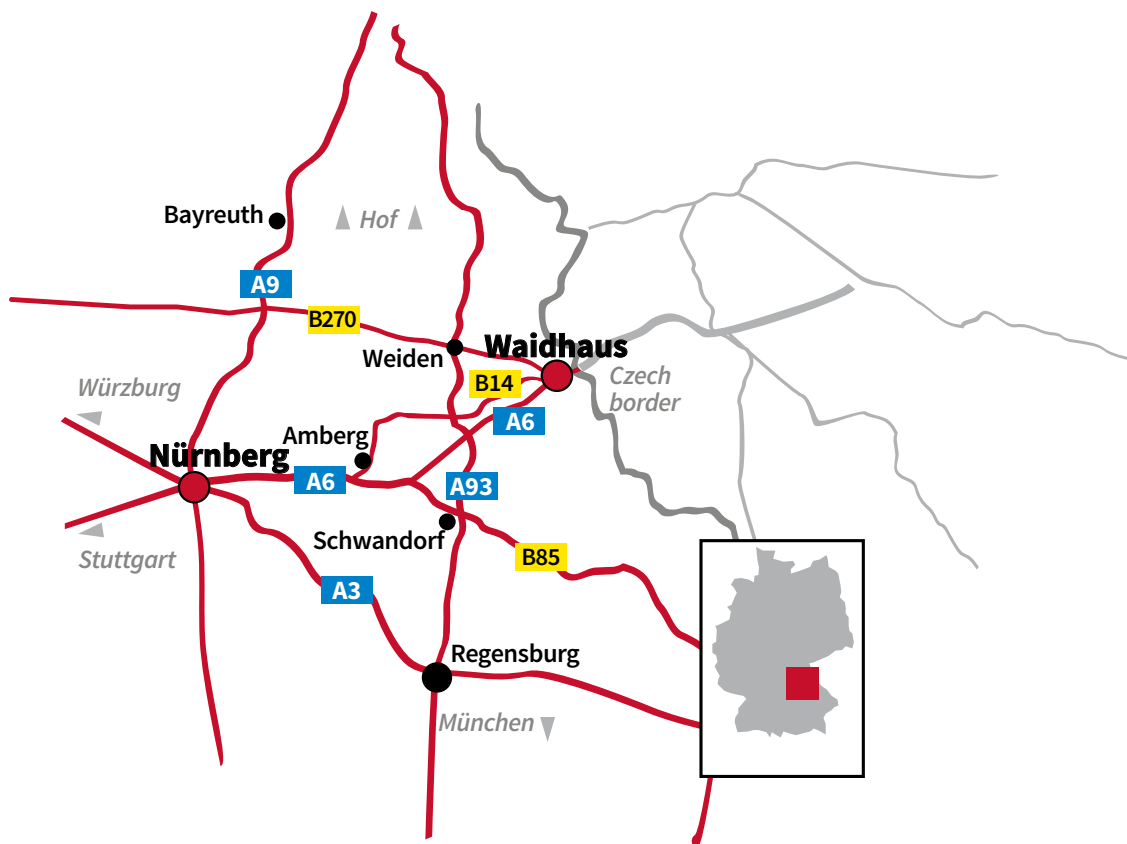 Bayreuth
Hof
A9
B270
Weiden
Waidhaus
Würzburg
B14
Czech
border
A6
Amberg
Nürnberg
A6
A93
Schwandorf
Stuttgart
B85
A3
Regensburg
München